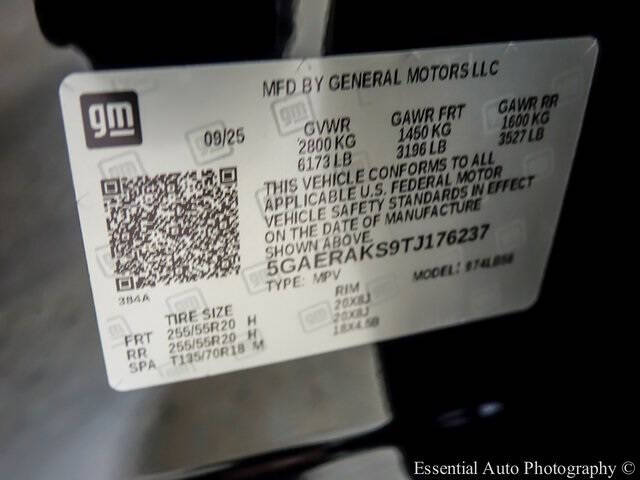 MFD BY GENERAL MOTORS LLC
gm
09/25
GVWR
2800 KG
6173 LB
GAWR FRT
1450 KG
3196 LB
GAWR RR
1600 KG
3527 LB
THIS VEHICLE CONFORMS TO ALL
APPLICABLE U.S. FEDERAL MOTOR
VEHICLE SAFETY STANDARDS IN EFFECT
ON THE DATE OF MANUFACTURE
SHOWN ABOVE
5GAERAKS9TJ176237
TYPE: MPV
MODEL:
384A
TIRE SIZE
RIM
FRT 255/55R20 H 20X8J
RR 255/55R20 H 20X8J
SPA T135/70R18 M 18X4.5B
Essential Auto Photography ©